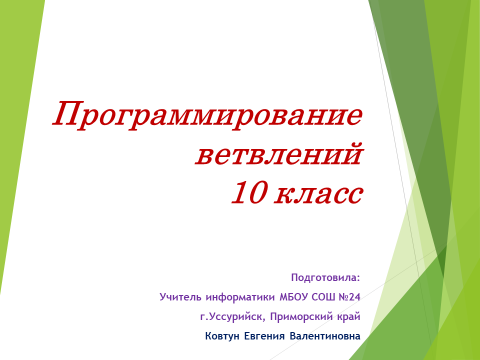 Программирование
ветвлений
10 класс
Подготовила:
Учитель информатики МБОУ СОШ №24
г.Уссурийск, Приморский край
Ковтун Евгения Валентиновна